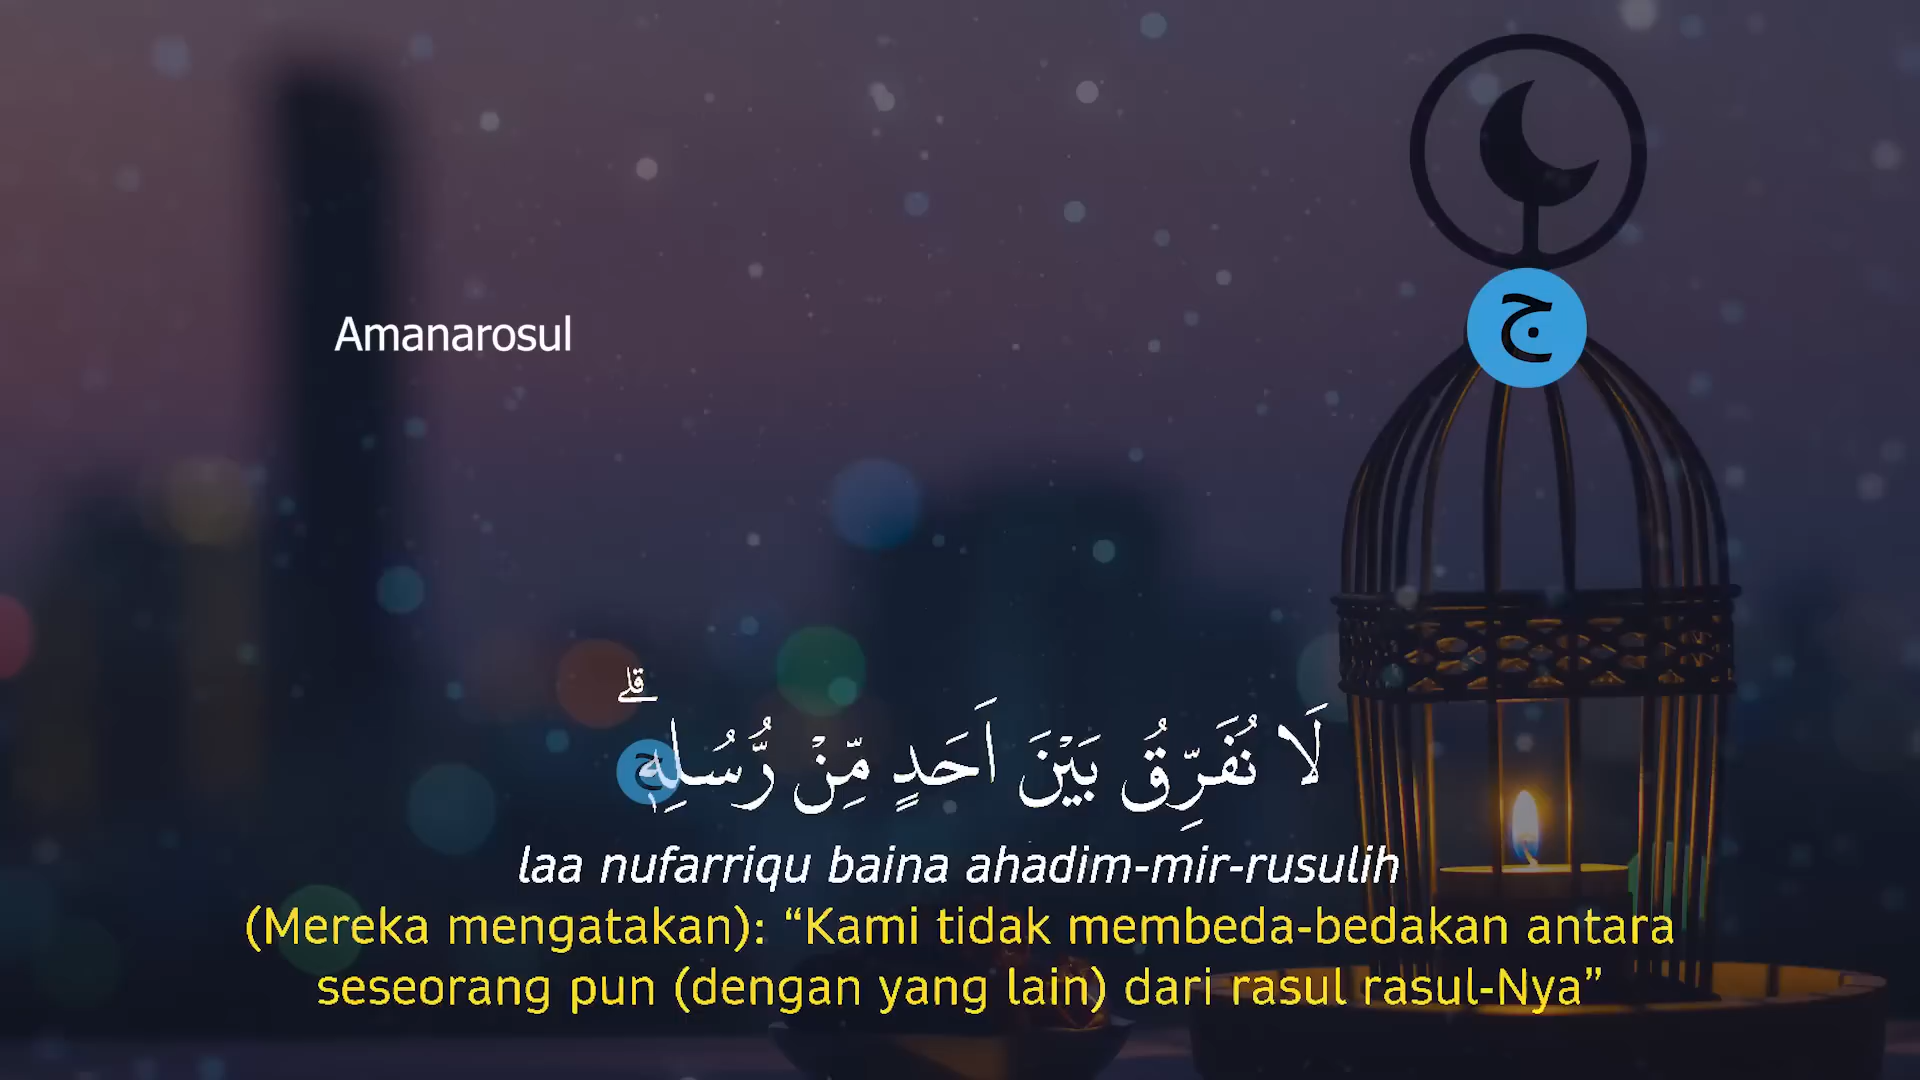 ج
Amanarosul
لَا نُفَرِّقُ بَيْنَ اَحَدٍ مِّنْ رُّسُلِهٖۗ ج
laa nufarriqu baina ahadim-mir-rusulih
(Mereka mengatakan): “Kami tidak membeda-bedakan antara
seseorang pun (dengan yang lain) dari rasul rasul-Nya”